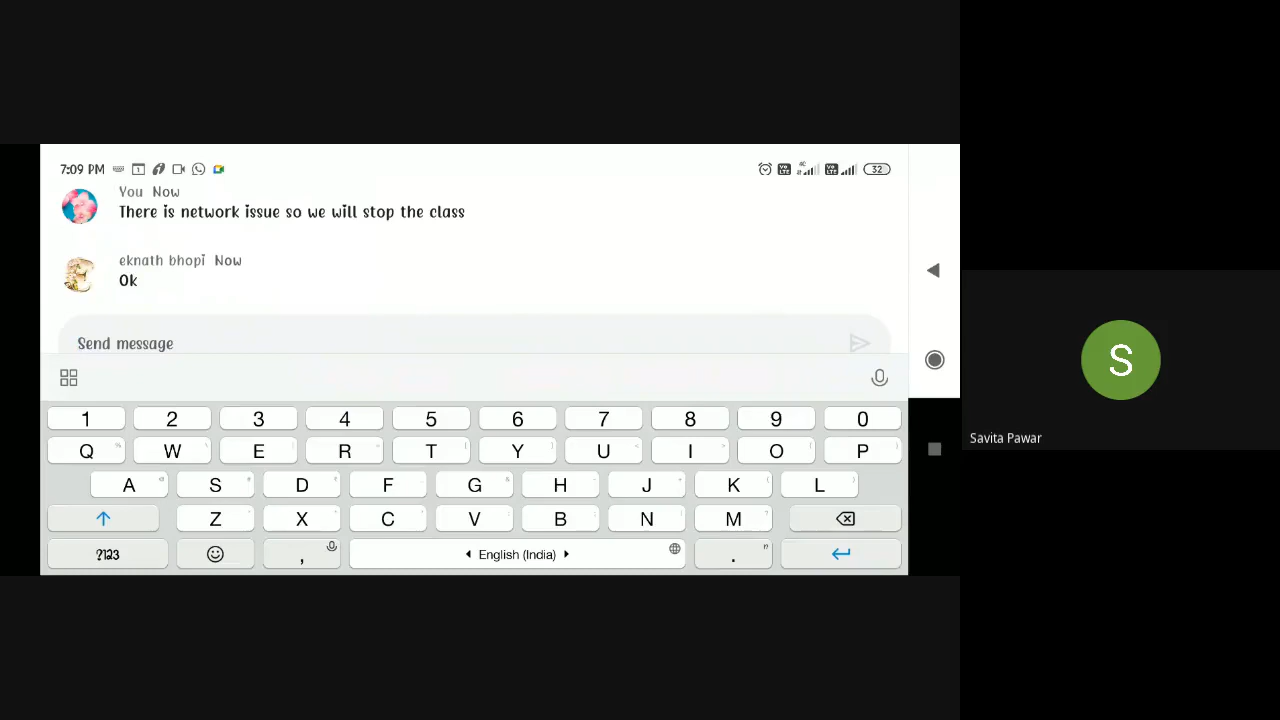 7:09 PM
32
You Now
There is network issue so we will stop the class
eknath bhopi Now
Ok
Send message
1 2 3 4 5 6 7 8 9 0
Q W E R T Y U I O P
A S D F G H J K L
Z X C V B N M
?123 , English (India) .
S
Savita Pawar